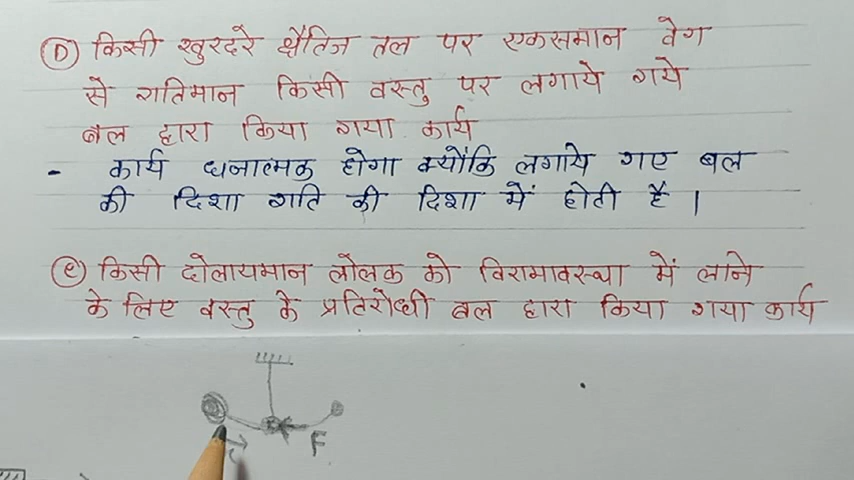 (D) किसी खुरदरे क्षैतिज तल पर एकसमान वेग
से गतिमान किसी वस्तु पर लगाये गये
बल द्वारा किया गया कार्य
- कार्य धनात्मक होगा क्योंकि लगाये गए बल
की दिशा गति की दिशा में होती है ।
(e) किसी दोलायमान लोलक को विरामावस्था में लाने
के लिए वस्तु के प्रतिरोधी बल द्वारा किया गया कार्य
F